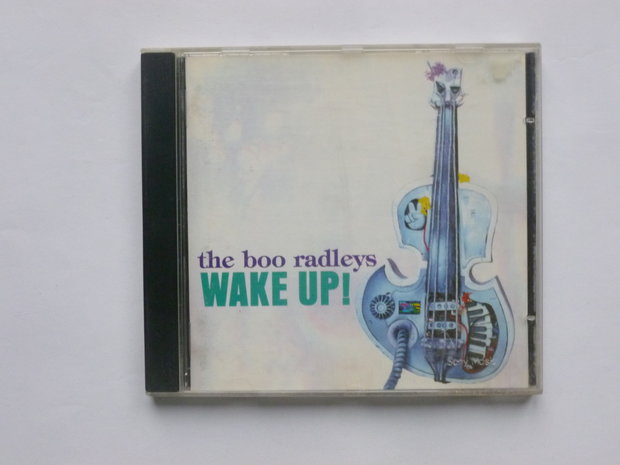 the boo radleys
WAKE UP!